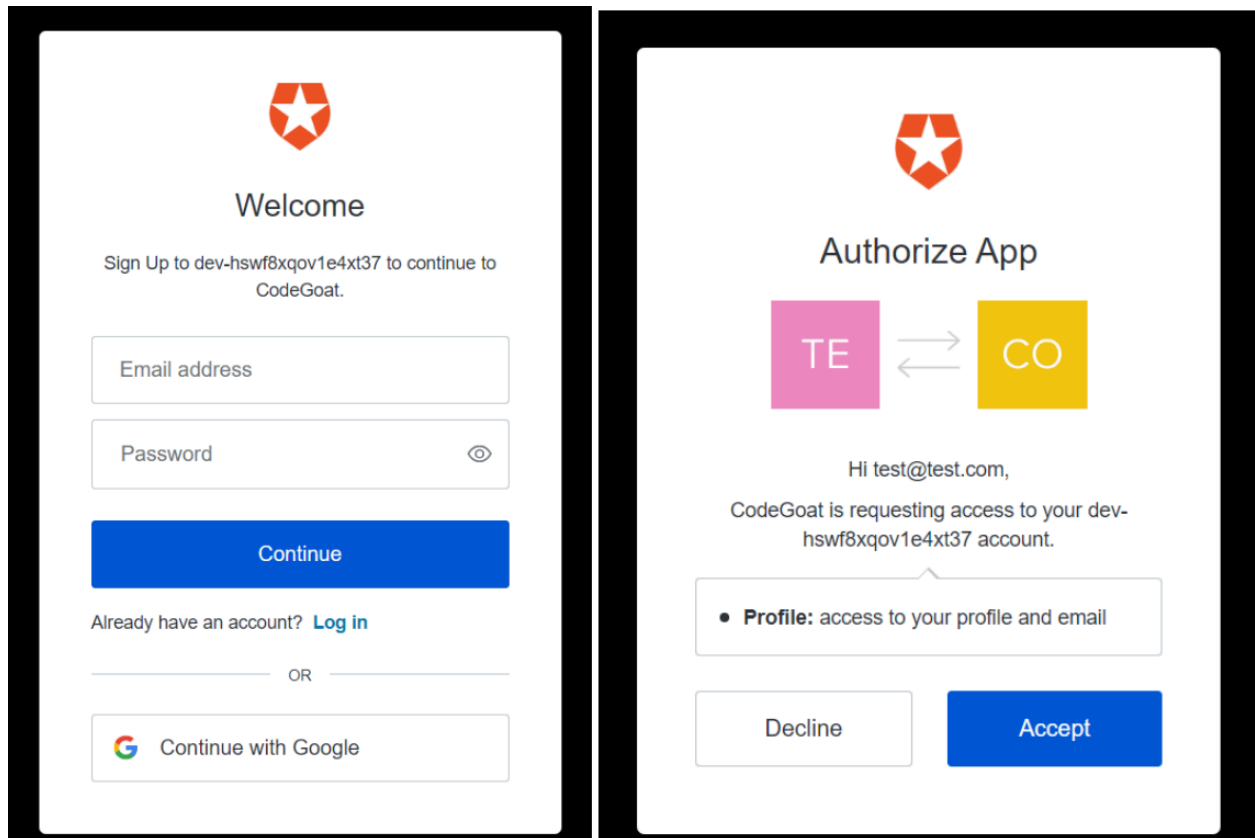 Welcome
Sign Up to dev-hswf8xqov1e4xt37 to continue to
CodeGoat.
Email address
Password
Continue
Already have an account? Log in
OR
Continue with Google
Authorize App
TE
CO
Hi test@test.com,
CodeGoat is requesting access to your dev-
hswf8xqov1e4xt37 account.
Profile: access to your profile and email
Decline
Accept